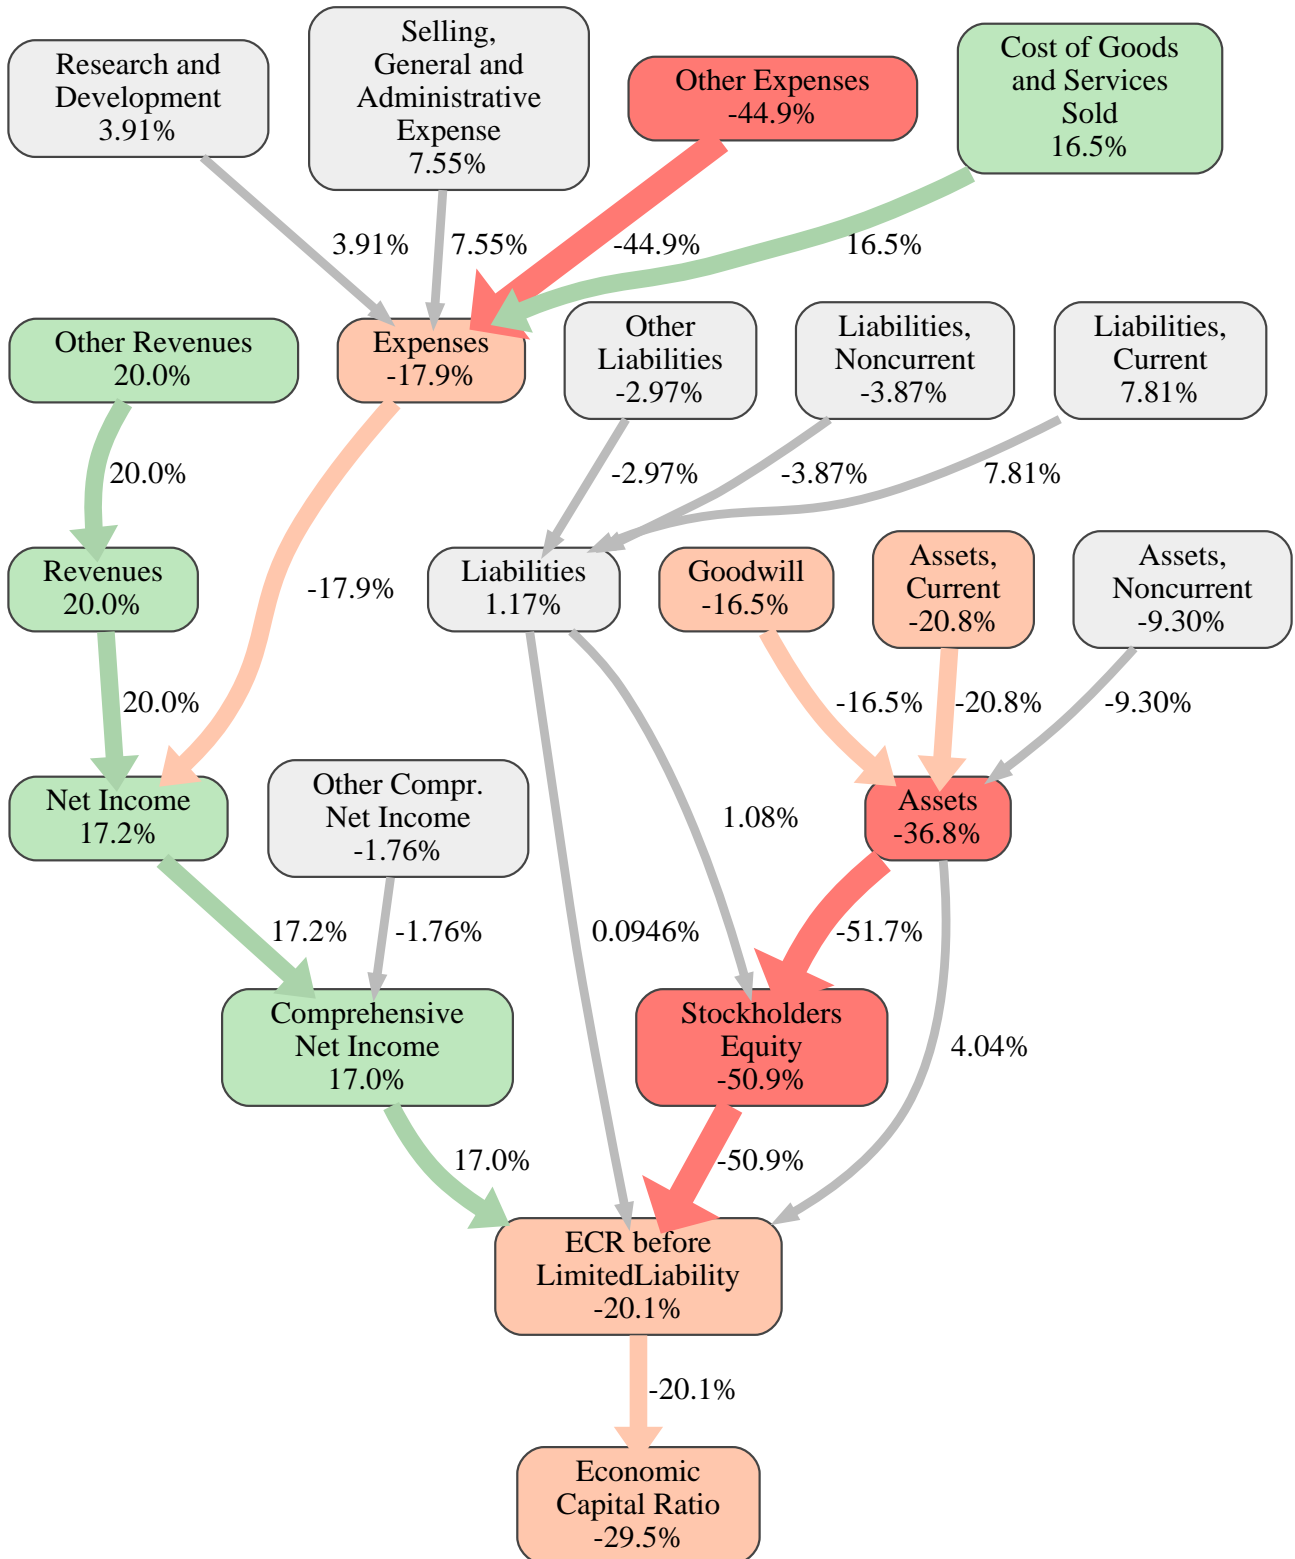 Research and
Development
3.91%
Selling,
General and
Administrative
Expense
7.55%
Other Expenses
-44.9%
Cost of Goods
and Services
Sold
16.5%
3.91%
7.55%
-44.9%
16.5%
Other Revenues
20.0%
Expenses
-17.9%
Other
Liabilities
-2.97%
Liabilities,
Noncurrent
-3.87%
Liabilities,
Current
7.81%
20.0%
-2.97%
-3.87%
7.81%
Revenues
20.0%
-17.9%
Liabilities
1.17%
Goodwill
-16.5%
Assets,
Current
-20.8%
Assets,
Noncurrent
-9.30%
20.0%
-16.5%
-20.8%
-9.30%
Net Income
17.2%
Other Compr.
Net Income
-1.76%
1.08%
Assets
-36.8%
17.2%
-1.76%
0.0946%
-51.7%
Comprehensive
Net Income
17.0%
Stockholders
Equity
-50.9%
4.04%
17.0%
-50.9%
ECR before
LimitedLiability
-20.1%
-20.1%
Economic
Capital Ratio
-29.5%